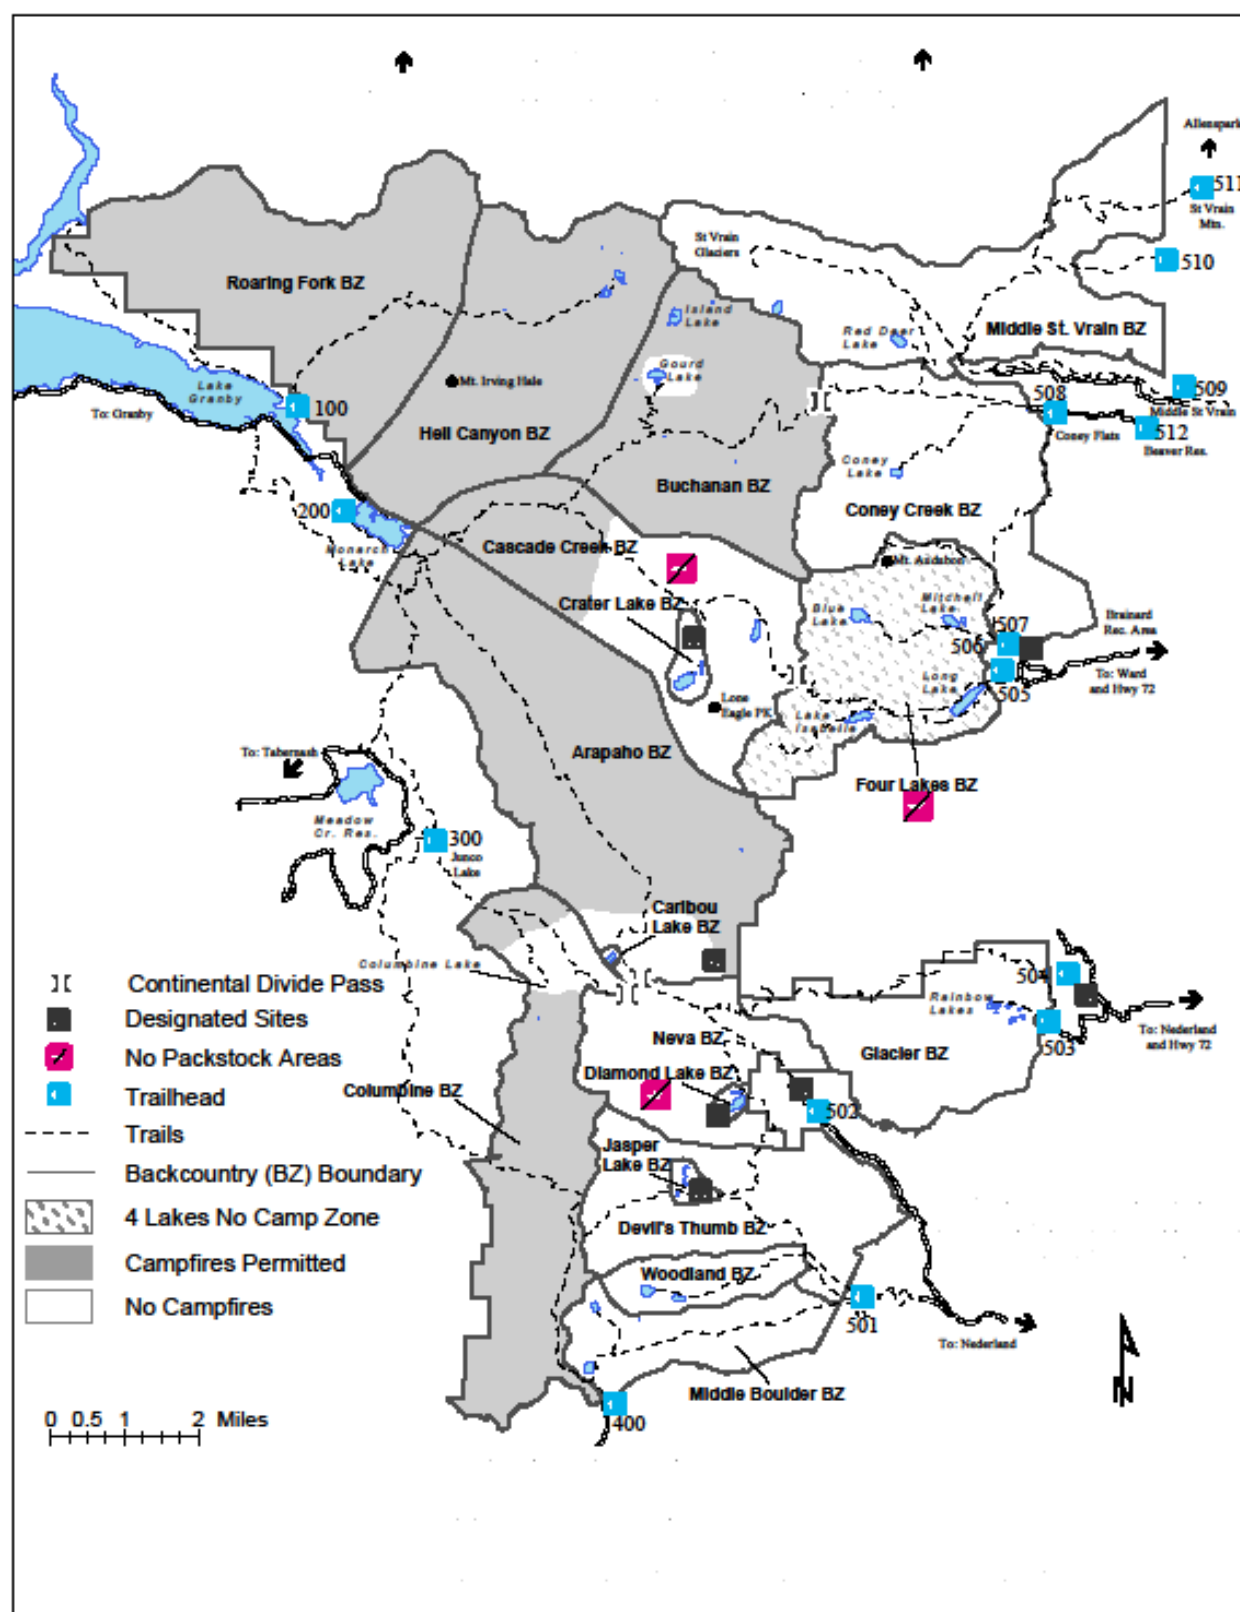 Allenspark
511
St Vrain
Mtn.
St Vrain
Glaciers
510
Roaring Fork BZ
Island
Lake
Red Deer
Lake
Middle St. Vrain BZ
Gourd
Lake
Mt. Irving Hale
Lake
Granby
100
To: Granby
508
509
Middle St Vrain
Coney Flats
512
Beaver Res.
Hell Canyon BZ
Coney
Lake
Buchanan BZ
Coney Creek BZ
200
Monarch
Lake
Cascade Creek BZ
Mt. Audubon
Crater Lake BZ
Blue
Lake
Mitchell
Lake
507
506
Brainard
Rec. Area
To: Ward
and Hwy 72
Long
Lake
505
Lone
Eagle PK
Lake
Isabelle
To: Tabernash
Arapaho BZ
Four Lakes BZ
Meadow
Cr. Res.
300
Junco
Lake
Caribou
Lake BZ
Columbine Lake
504
Rainbow
Lakes
503
To: Nederland
and Hwy 72
Neva BZ
Glacier BZ
Diamond Lake BZ
502
Columbine BZ
Jasper
Lake BZ
Devil's Thumb BZ
Woodland BZ
501
To: Nederland
Middle Boulder BZ
400
N
Continental Divide Pass
Designated Sites
No Packstock Areas
Trailhead
Trails
Backcountry (BZ) Boundary
4 Lakes No Camp Zone
Campfires Permitted
No Campfires
0 0.5 1 2 Miles